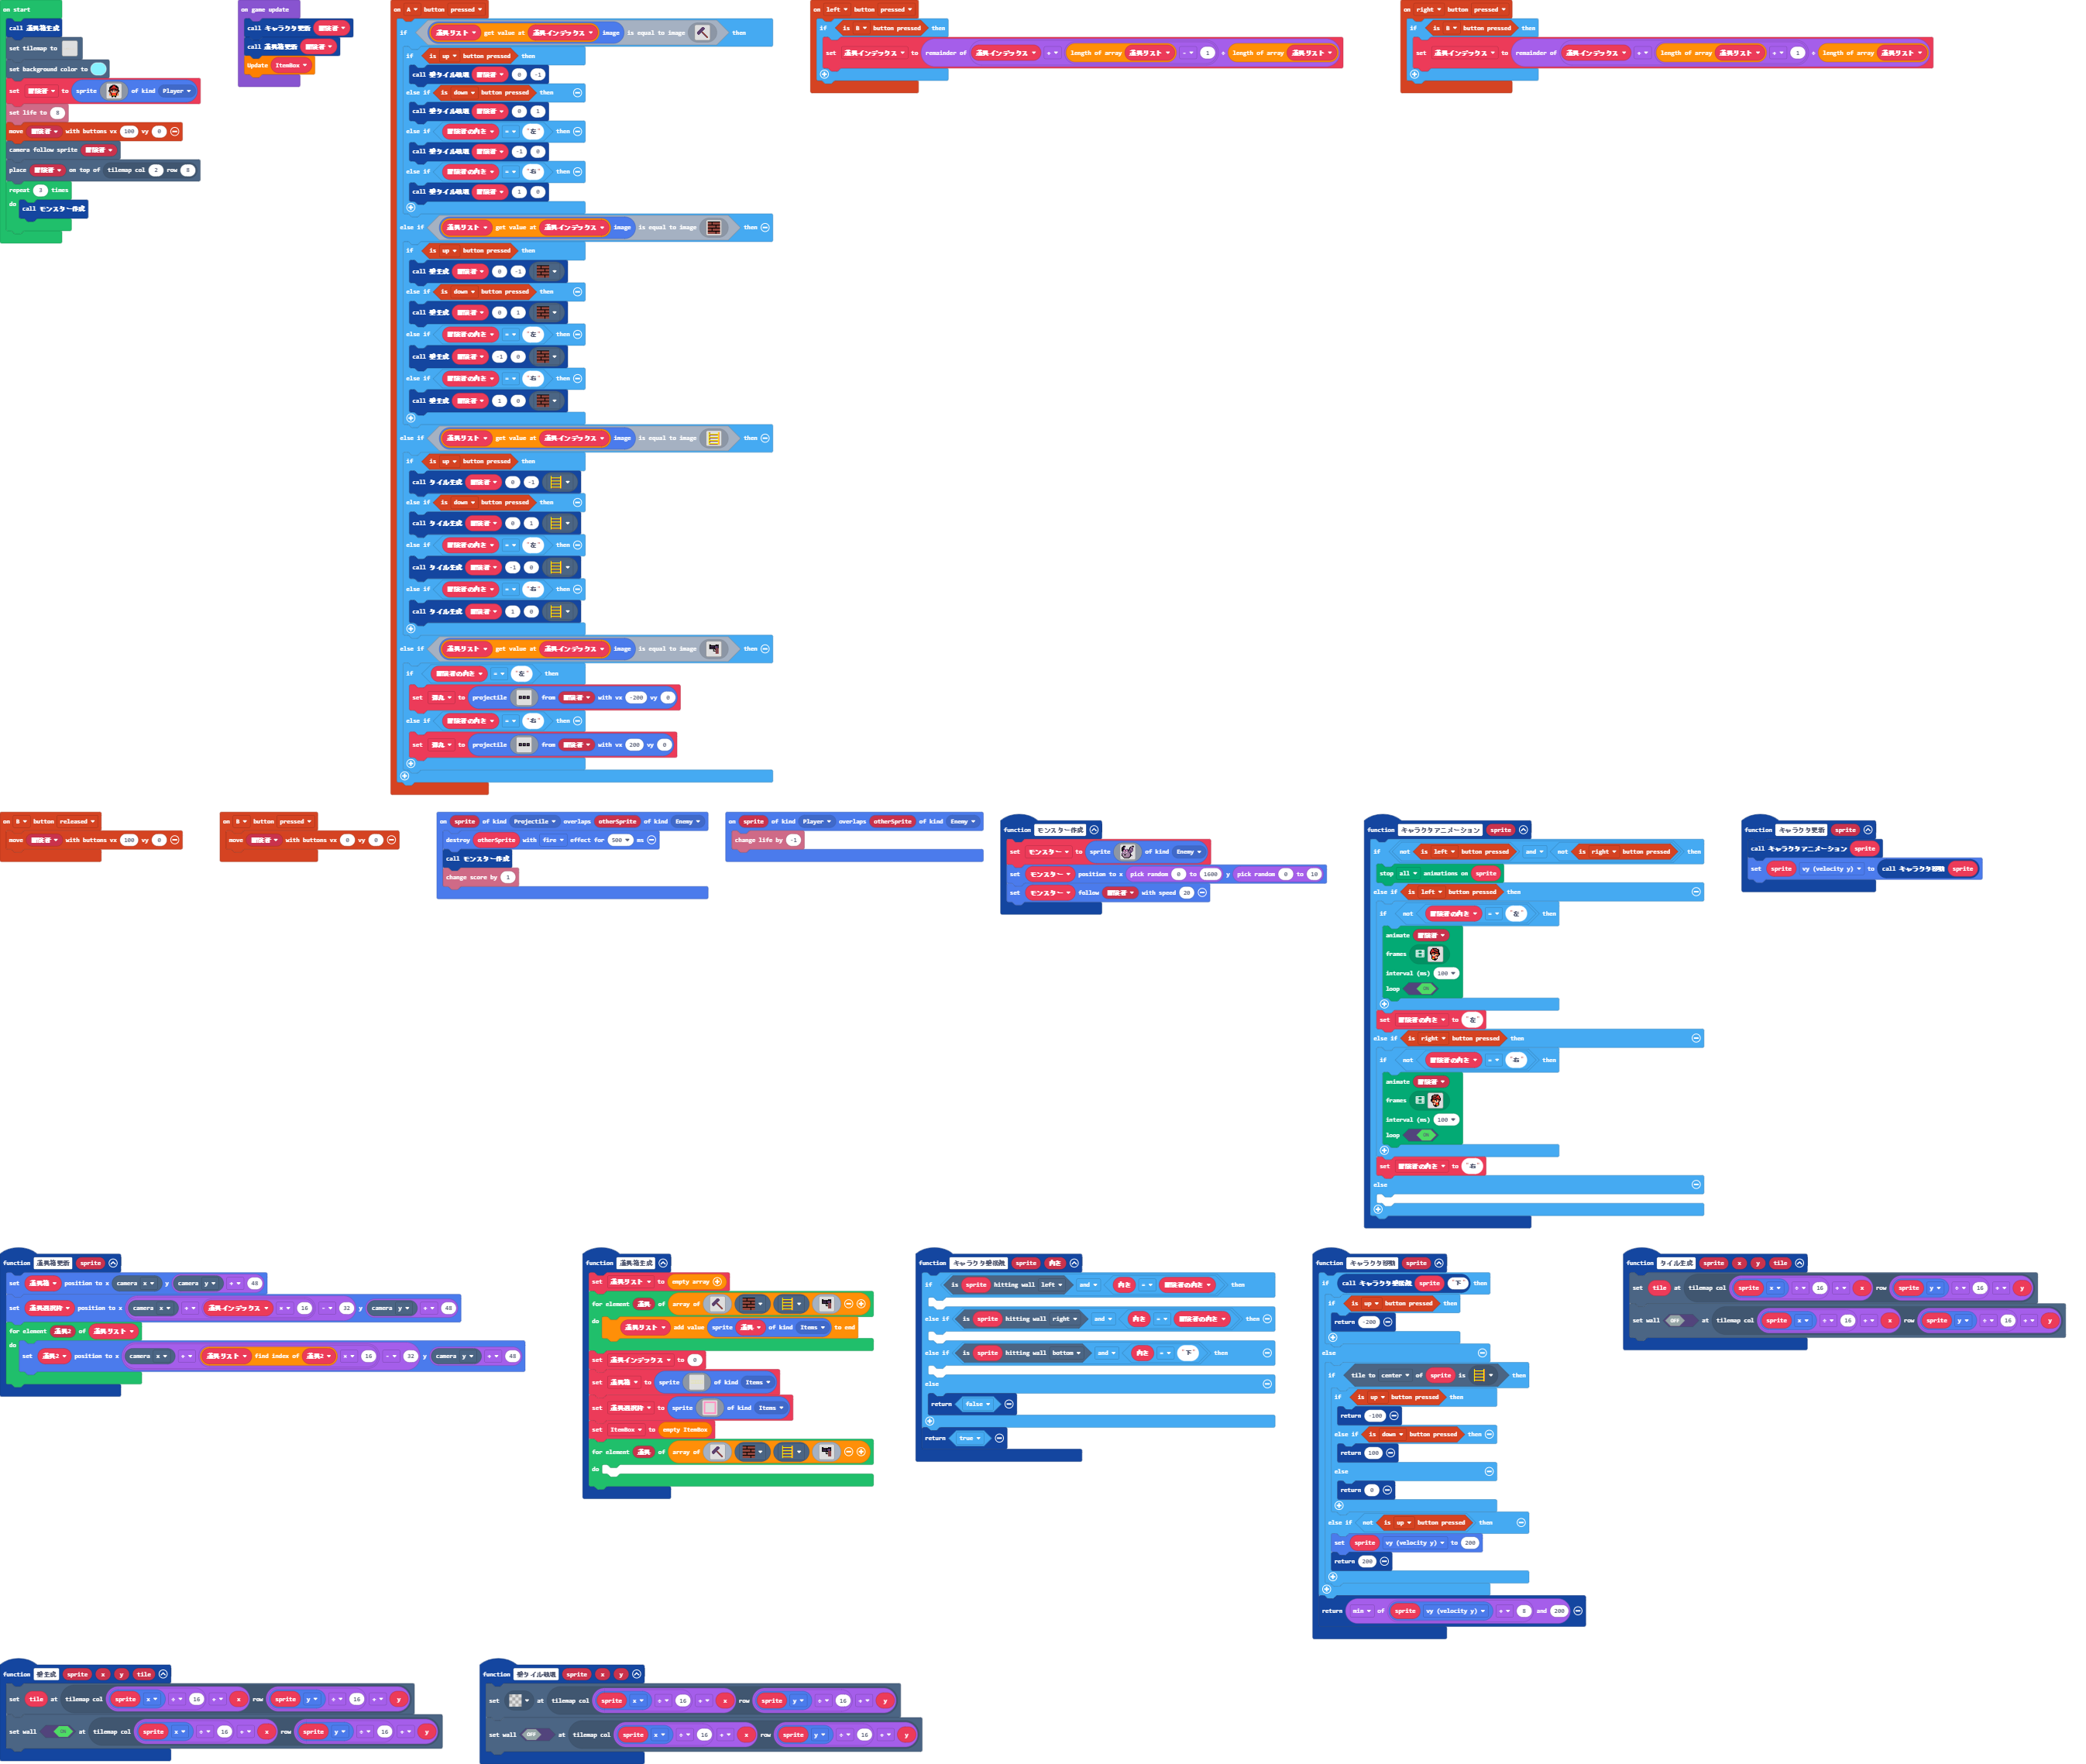 on start
call 道具箱生成
set tilemap to
set background color to
set 冒険者 to sprite of kind Player
set life to 8
move 冒険者 with buttons vx 100 vy 0
camera follow sprite 冒険者
place 冒険者 on top of tilemap col 2 row 8
repeat 3 times
do
call モンスター作成
on game update
call キャラクタ更新 冒険者
call 道具箱更新 冒険者
Update ItemBox
on A button pressed
if 道具リスト get value at 道具インデックス image is equal to image then
if is up button pressed then
call 壁タイル破壊 冒険者 0 -1
else if is down button pressed then
call 壁タイル破壊 冒険者 0 1
else if 冒険者の向き = "左" then
call 壁タイル破壊 冒険者 -1 0
else if 冒険者の向き = "右" then
call 壁タイル破壊 冒険者 1 0
else if 道具リスト get value at 道具インデックス image is equal to image then
if is up button pressed then
call 壁生成 冒険者 0 -1
else if is down button pressed then
call 壁生成 冒険者 0 1
else if 冒険者の向き = "左" then
call 壁生成 冒険者 -1 0
else if 冒険者の向き = "右" then
call 壁生成 冒険者 1 0
else if 道具リスト get value at 道具インデックス image is equal to image then
if is up button pressed then
call タイル生成 冒険者 0 -1
else if is down button pressed then
call タイル生成 冒険者 0 1
else if 冒険者の向き = "左" then
call タイル生成 冒険者 -1 0
else if 冒険者の向き = "右" then
call タイル生成 冒険者 1 0
else if 道具リスト get value at 道具インデックス image is equal to image then
if 冒険者の向き = "左" then
set 弾丸 to projectile from 冒険者 with vx -200 vy 0
else if 冒険者の向き = "右" then
set 弾丸 to projectile from 冒険者 with vx 200 vy 0
on left button pressed
if is B button pressed then
set 道具インデックス to remainder of 道具インデックス + length of array 道具リスト - 1 ÷ length of array 道具リスト
on right button pressed
if is B button pressed then
set 道具インデックス to remainder of 道具インデックス + length of array 道具リスト + 1 ÷ length of array 道具リスト
on B button released
move 冒険者 with buttons vx 100 vy 0
on B button pressed
move 冒険者 with buttons vx 0 vy 0
on sprite of kind Projectile overlaps otherSprite of kind Enemy
destroy otherSprite with fire effect for 500 ms
call モンスター作成
change score by 1
on sprite of kind Player overlaps otherSprite of kind Enemy
change life by -1
function モンスター作成
set モンスター to sprite of kind Enemy
set モンスター position to x pick random 0 to 1600 y pick random 0 to 10
set モンスター follow 冒険者 with speed 20
function キャラクタアニメーション sprite
if not is left button pressed and not is right button pressed then
stop all animations on sprite
else if is left button pressed then
if not 冒険者の向き = "左" then
animate 冒険者
frames
interval (ms) 100
loop ON
set 冒険者の向き to "左"
else if is right button pressed then
if not 冒険者の向き = "右" then
animate 冒険者
frames
interval (ms) 100
loop ON
set 冒険者の向き to "右"
else
function キャラクタ更新 sprite
call キャラクタアニメーション sprite
set sprite vy (velocity y) to call キャラクタ移動 sprite
function 道具箱更新 sprite
set 道具箱 position to x camera x y camera y + 48
set 道具選択枠 position to x camera x + 道具インデックス × 16 - 32 y camera y + 48
for element 道具2 of 道具リスト
do
set 道具2 position to x camera x + 道具リスト find index of 道具2 × 16 - 32 y camera y + 48
function 道具箱生成
set 道具リスト to empty array
for element 道具 of array of
do
道具リスト add value sprite 道具 of kind Items to end
set 道具インデックス to 0
set 道具箱 to sprite of kind Items
set 道具選択枠 to sprite of kind Items
set ItemBox to empty ItemBox
for element 道具 of array of
do
function キャラクタ壁接触 sprite 向き
if is sprite hitting wall left and 向き = 冒険者の向き then
else if is sprite hitting wall right and 向き = 冒険者の向き then
else if is sprite hitting wall bottom and 向き = "下" then
else
return false
return true
function キャラクタ移動 sprite
if call キャラクタ壁接触 sprite "下" then
if is up button pressed then
return -200
else
if tile to center of sprite is then
if is up button pressed then
return -100
else if is down button pressed then
return 100
else
return 0
else if not is up button pressed then
set sprite vy (velocity y) to 200
return 200
return min of sprite vy (velocity y) + 8 and 200
function タイル生成 sprite x y tile
set tile at tilemap col sprite x ÷ 16 + x row sprite y ÷ 16 + y
set wall OFF at tilemap col sprite x ÷ 16 + x row sprite y ÷ 16 + y
function 壁生成 sprite x y tile
set tile at tilemap col sprite x ÷ 16 + x row sprite y ÷ 16 + y
set wall ON at tilemap col sprite x ÷ 16 + x row sprite y ÷ 16 + y
function 壁タイル破壊 sprite x y
set at tilemap col sprite x ÷ 16 + x row sprite y ÷ 16 + y
set wall OFF at tilemap col sprite x ÷ 16 + x row sprite y ÷ 16 + y